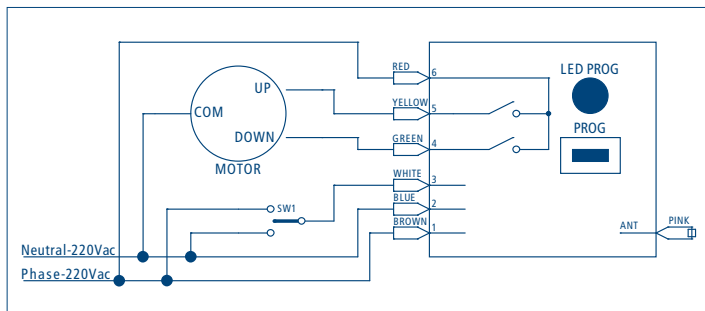 RED
6
LED PROG
UP
YELLOW
5
COM
PROG
DOWN
GREEN
4
MOTOR
WHITE
3
SW1
BLUE
2
BROWN
1
ANT
PINK
Neutral-220Vac
Phase-220Vac